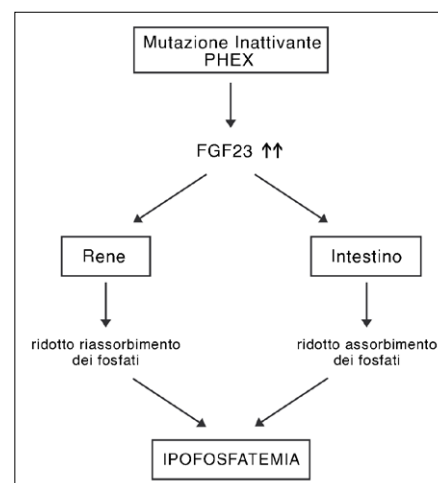 Mutazione Inattivante
PHEX
FGF23 ↑↑
Rene
Intestino
ridotto riassorbimento
dei fosfati
ridotto assorbimento
dei fosfati
IPOFOSFATEMIA